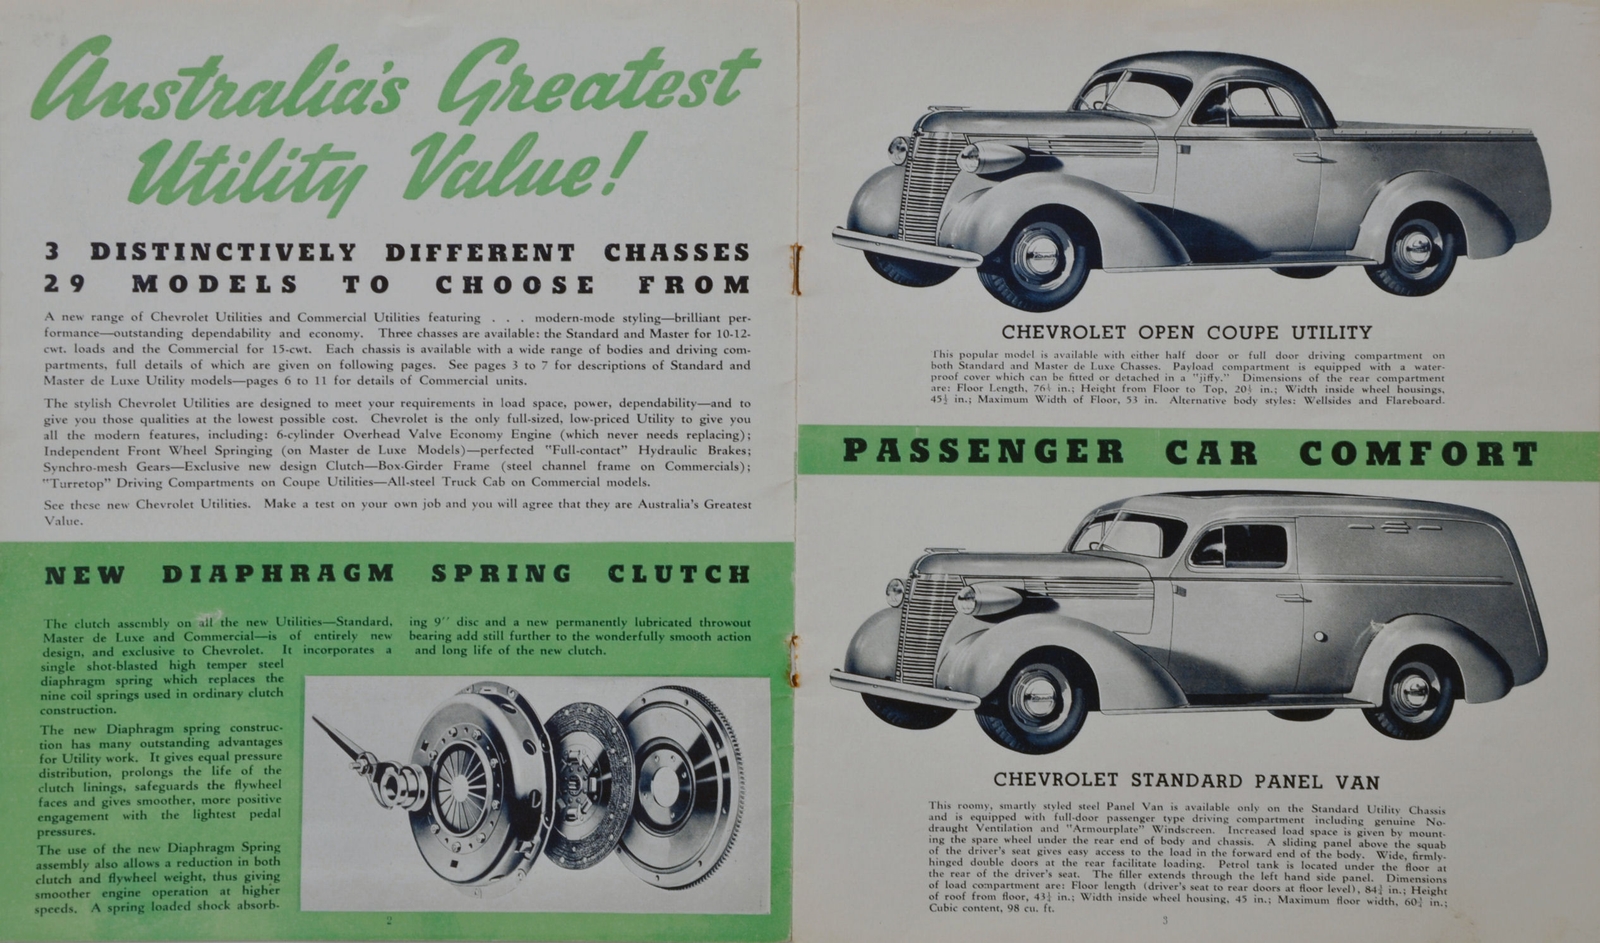 Australia's Greatest
Utility Value!
3 DISTINCTIVELY DIFFERENT CHASSES
29 MODELS TO CHOOSE FROM
A new range of Chevrolet Utilities and Commercial Utilities featuring . . . modern-mode styling—brilliant per-
formance—outstanding dependability and economy. Three chasses are available: the Standard and Master for 10-12-
cwt. loads and the Commercial for 15-cwt. Each chassis is available with a wide range of bodies and driving com-
partments, full details of which are given on following pages. See pages 3 to 7 for descriptions of Standard and
Master de Luxe Utility models—pages 6 to 11 for details of Commercial units.
The stylish Chevrolet Utilities are designed to meet your requirements in load space, power, dependability—and to
give you those qualities at the lowest possible cost. Chevrolet is the only full-sized, low-priced Utility to give you
all the modern features, including: 6-cylinder Overhead Valve Economy Engine (which never needs replacing);
Independent Front Wheel Springing (on Master de Luxe Models)—perfected "Full-contact" Hydraulic Brakes;
Synchro-mesh Gears—Exclusive new design Clutch—Box-Girder Frame (steel channel frame on Commercials);
"Turretop" Driving Compartments on Coupe Utilities—All-steel Truck Cab on Commercial models.
See these new Chevrolet Utilities. Make a test on your own job and you will agree that they are Australia's Greatest
Value.
NEW DIAPHRAGM SPRING CLUTCH
The clutch assembly on all the new Utilities—Standard,
Master de Luxe and Commercial—is of entirely new
design, and exclusive to Chevrolet. It incorporates a
single shot-blasted high temper steel
diaphragm spring which replaces the
nine coil springs used in ordinary clutch
construction.
The new Diaphragm spring construc-
tion has many outstanding advantages
for Utility work. It gives equal pressure
distribution, prolongs the life of the
clutch linings, safeguards the flywheel
faces and gives smoother, more positive
engagement with the lightest pedal
pressures.
The use of the new Diaphragm Spring
assembly also allows a reduction in both
clutch and flywheel weight, thus giving
smoother engine operation at higher
speeds. A spring loaded shock absorb-
ing 9" disc and a new permanently lubricated throwout
bearing add still further to the wonderfully smooth action
and long life of the new clutch.
2
CHEVROLET OPEN COUPE UTILITY
This popular model is available with either half door or full door driving compartment on
both Standard and Master de Luxe Chasses. Payload compartment is equipped with a water-
proof cover which can be fitted or detached in a "jiffy." Dimensions of the rear compartment
are: Floor Length, 76½ in.; Height from Floor to Top, 20½ in.; Width inside wheel housings,
45½ in.; Maximum Width of Floor, 53 in. Alternative body styles: Wellsides and Flareboard.
PASSENGER CAR COMFORT
CHEVROLET STANDARD PANEL VAN
This roomy, smartly styled steel Panel Van is available only on the Standard Utility Chassis
and is equipped with full-door passenger type driving compartment including genuine No-
draught Ventilation and "Armourplate" Windscreen. Increased load space is given by mount-
ing the spare wheel under the rear end of body and chassis. A sliding panel above the squab
of the driver's seat gives easy access to the load in the forward end of the body. Wide, firmly-
hinged double doors at the rear facilitate loading. Petrol tank is located under the floor at
the rear of the driver's seat. The filler extends through the left hand side panel. Dimensions
of load compartment are: Floor length (driver's seat to rear doors at floor level), in.; Height
of roof from floor, in.; Width inside wheel housing, 45 in.; Maximum floor width, in.;
Cubic content, 98 cu. ft.
3